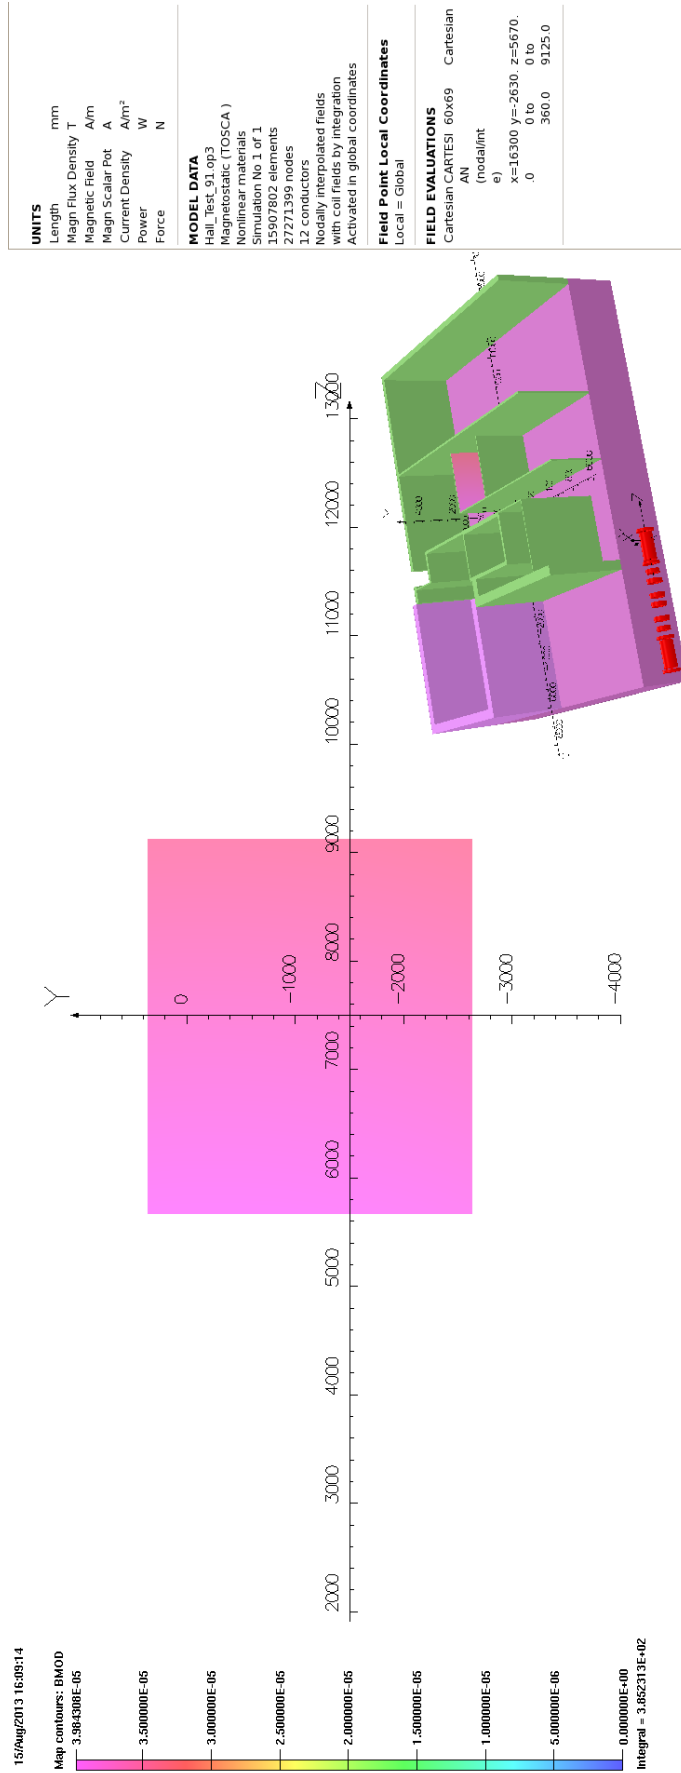 15/Aug/2013 16:09:14
Map contours: BMOD
3.984308E-05
3.500000E-05
3.000000E-05
2.500000E-05
2.000000E-05
1.500000E-05
1.000000E-05
5.000000E-06
0.000000E+00
Integral = 3.852313E+02
Y
0
-1000
-2000
-3000
-4000
2000
3000
4000
5000
6000
7000
8000
9000
10000
11000
12000
13000
Z
UNITS
Length mm
Magn Flux Density T
Magnetic Field A/m
Magn Scalar Pot A
Current Density A/m²
Power W
Force N
MODEL DATA
Hall_Test_91.op3
Magnetostatic (TOSCA )
Nonlinear materials
Simulation No 1 of 1
15907802 elements
27271399 nodes
12 conductors
Nodally interpolated fields
with coil fields by integration
Activated in global coordinates
Field Point Local Coordinates
Local = Global
FIELD EVALUATIONS
Cartesian CARTESI 60x69 Cartesian
AN
(nodal/int
e)
x=16300 y=-2630. z=5670.
.0 0 to 0 to
360.0 9125.0
4000
2000
Z
X